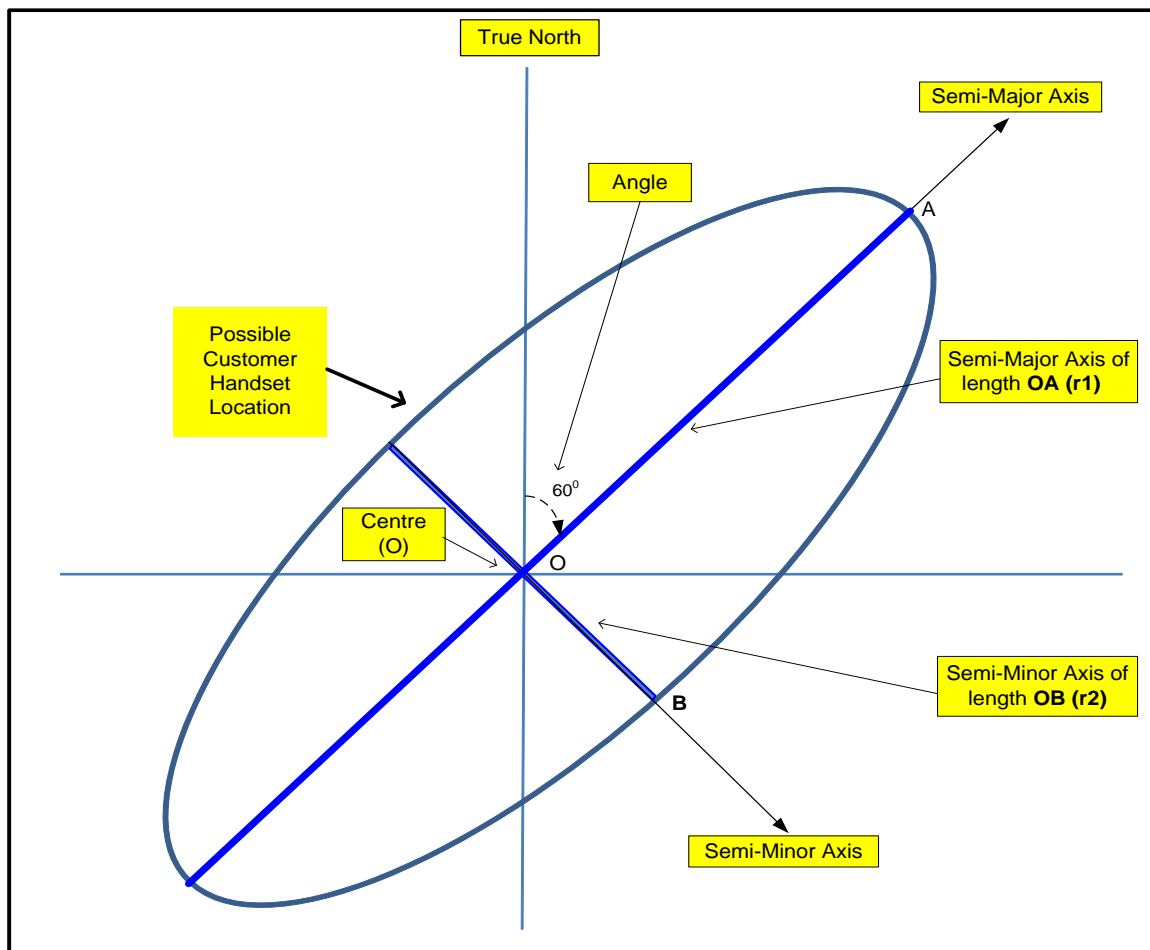 True North
Semi-Major Axis
Angle
A
Possible
Customer
Handset
Location
Semi-Major Axis of
length OA (r1)
60⁰
Centre
(O)
O
Semi-Minor Axis of
length OB (r2)
B
Semi-Minor Axis